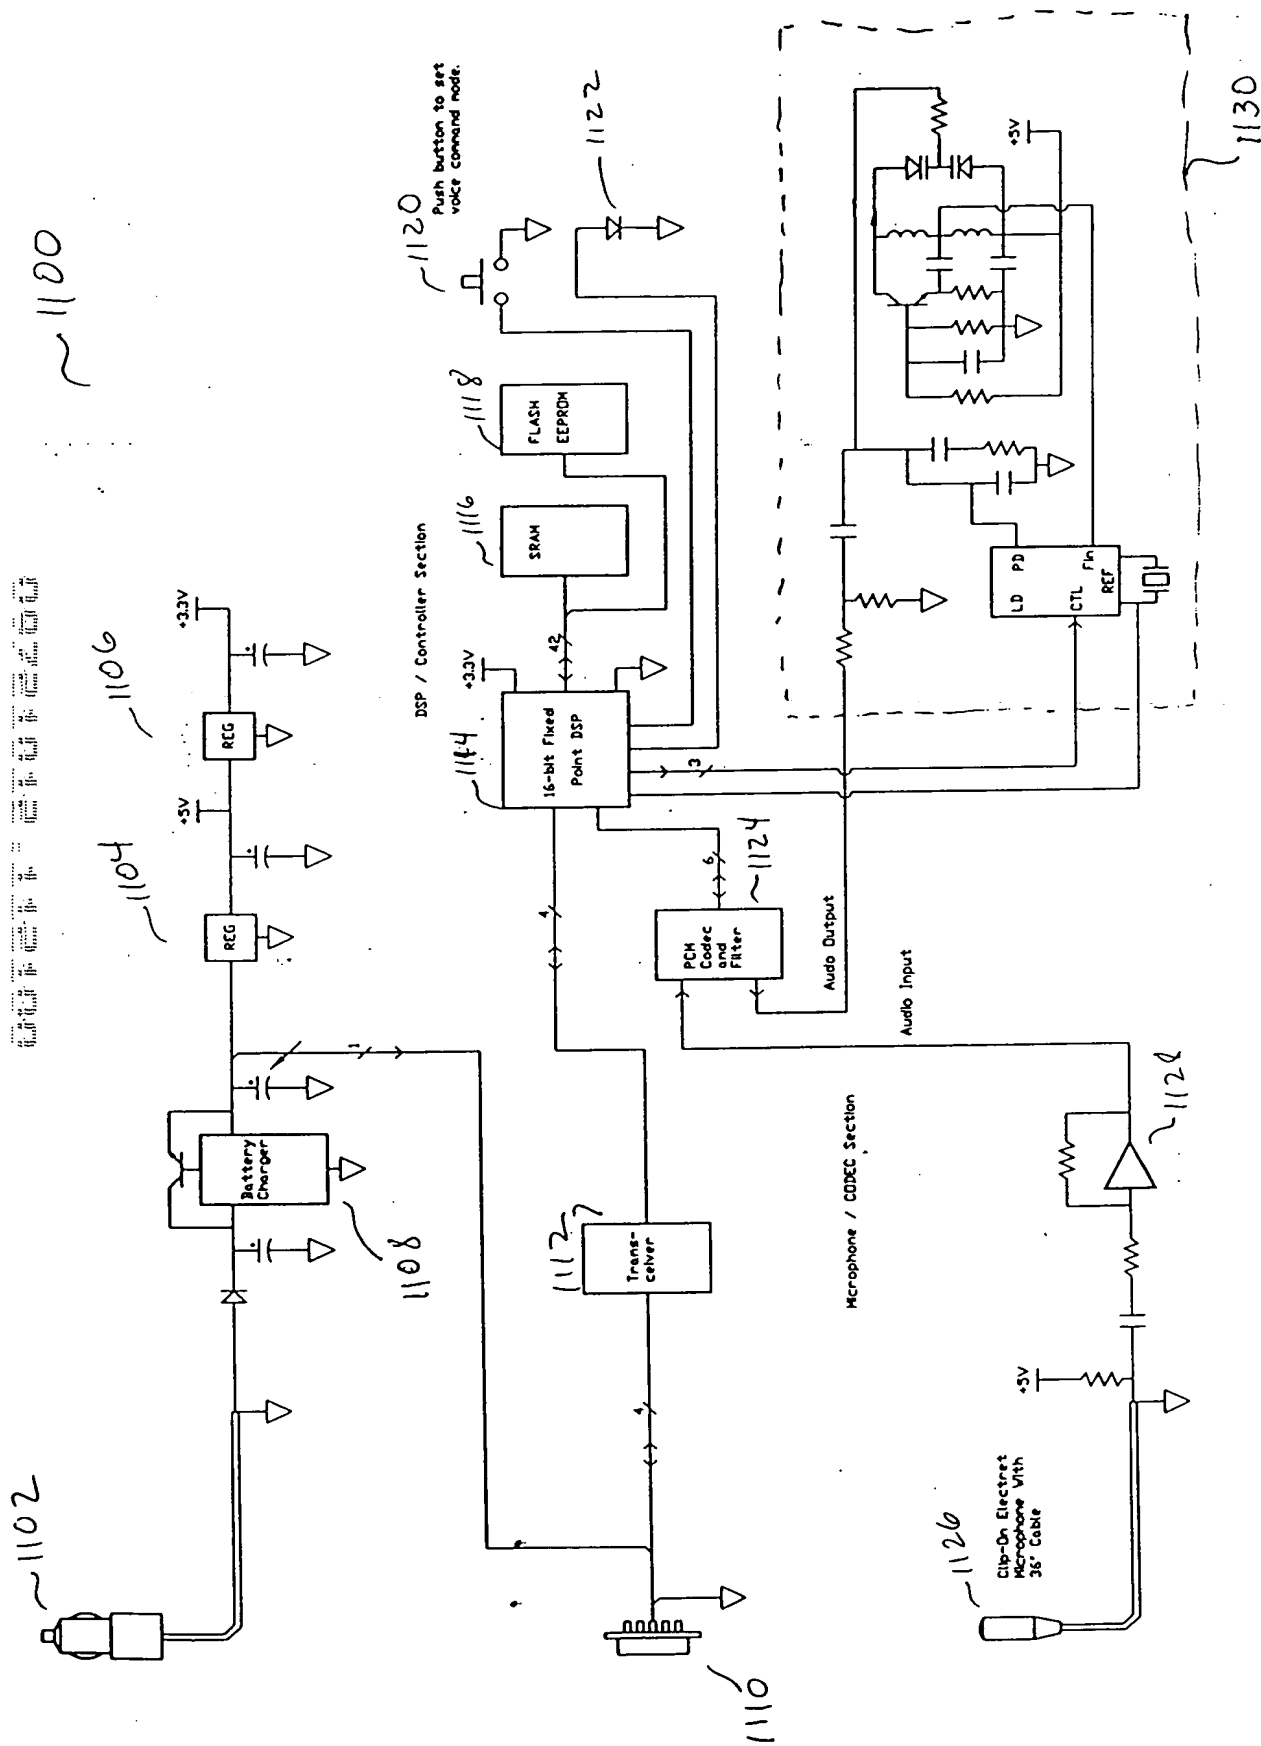 1100
1102
1104
1106
REG
+5V
REG
+3.3V
Battery
Charger
1
1108
DSP / Controller Section
1110
4
1112
Trans-
ceiver
4
1114
16-bit Fixed
Point DSP
+3.3V
42
1116
SRAM
1118
FLASH
EEPROM
1120
Push button to set
voice command mode.
1122
3
6
1124
PCM
Codec
and
Filter
Audo Output
Audio Input
Microphone / CODEC Section
1126
Clip-On Electret
Microphone With
36" Cable
+5V
1128
LD
PD
CTL
Fin
REF
+5V
1130